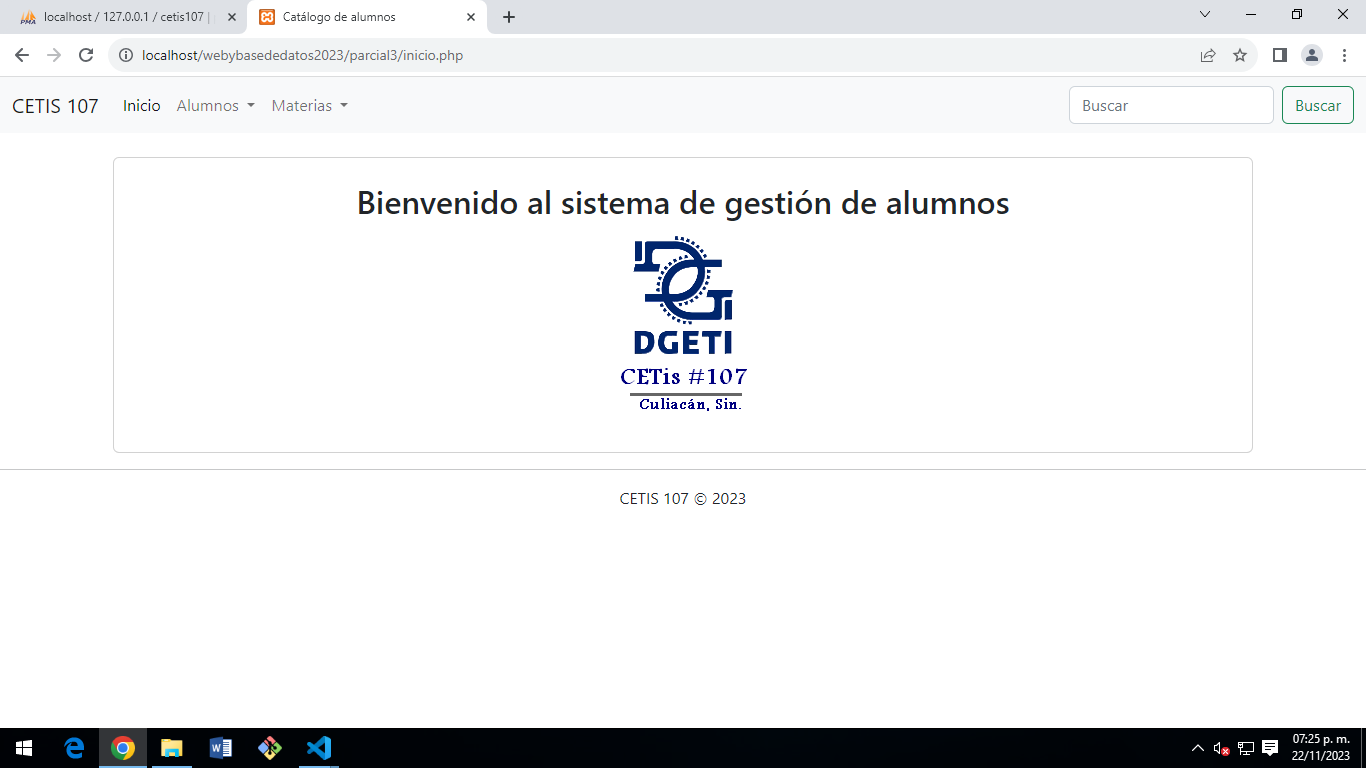 localhost / 127.0.0.1 / cetis107 |
Catálogo de alumnos
localhost/webybasededatos2023/parcial3/inicio.php
CETIS 107 Inicio Alumnos Materias Buscar Buscar
Bienvenido al sistema de gestión de alumnos
DGETI
CETis #107
Culiacán, Sin.
CETIS 107 © 2023
07:25 p. m.
22/11/2023